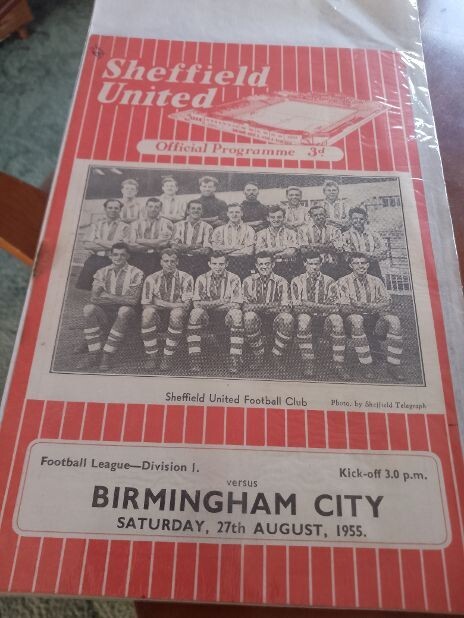 Sheffield
United
Official Programme 3d
Sheffield United Football Club
Photo. by Sheffield Telegraph
Football League—Division 1.
Kick-off 3.0 p.m.
versus
BIRMINGHAM CITY
SATURDAY, 27th AUGUST, 1955.